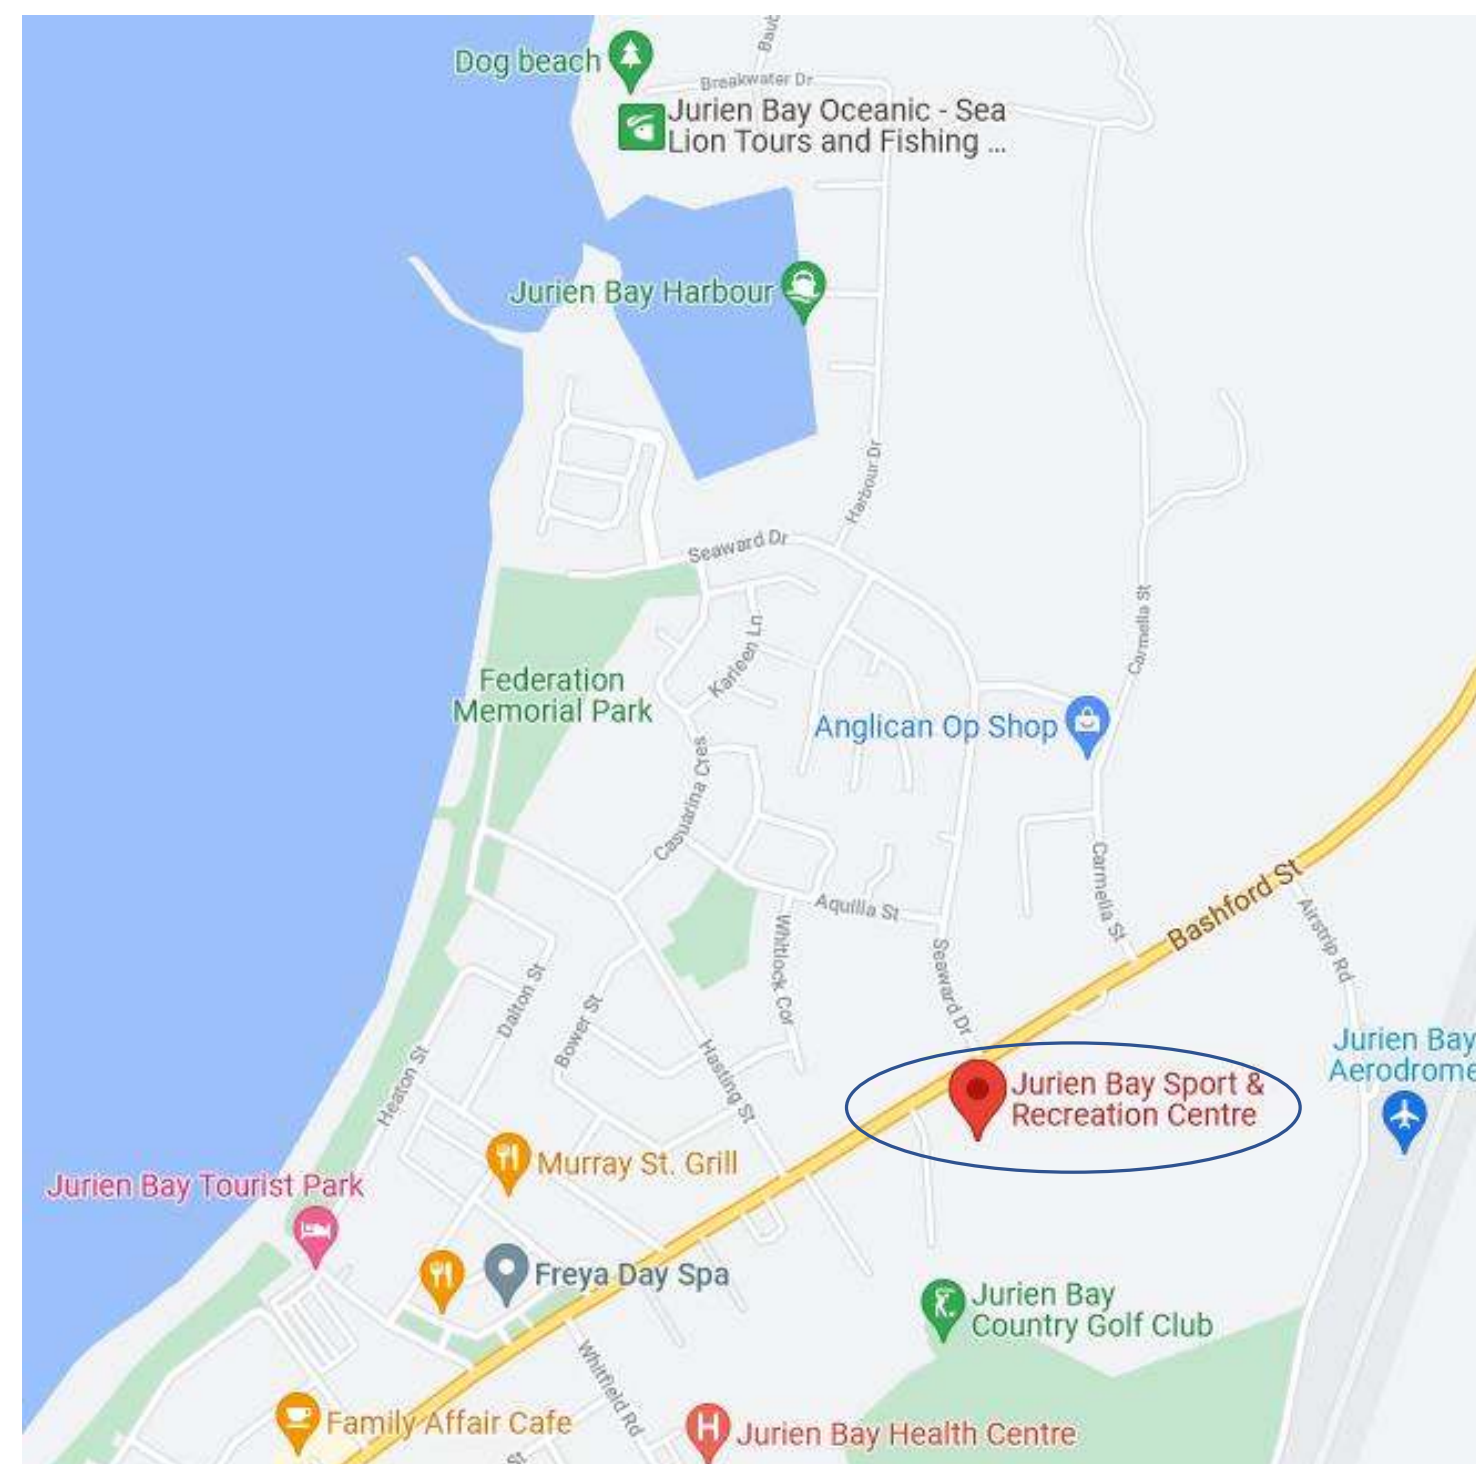 Baub
Dog beach
Breakwater Dr
Jurien Bay Oceanic - Sea
Lion Tours and Fishing ...
Jurien Bay Harbour
Harbour Dr
Seaward Dr
Carmella St
Karleen Ln
Federation
Memorial Park
Anglican Op Shop
Casuarina Cres
Carmella St
Bashford St
Aquilla St
Airstrip Rd
Whitlock Cor
Seaward Dr
Dalton St
Bower St
Hasting St
Heaton St
Jurien Bay
Aerodrome
Jurien Bay Sport &
Recreation Centre
Murray St. Grill
Jurien Bay Tourist Park
Freya Day Spa
Jurien Bay
Country Golf Club
Whitfield Rd
Family Affair Cafe
H
Jurien Bay Health Centre
St